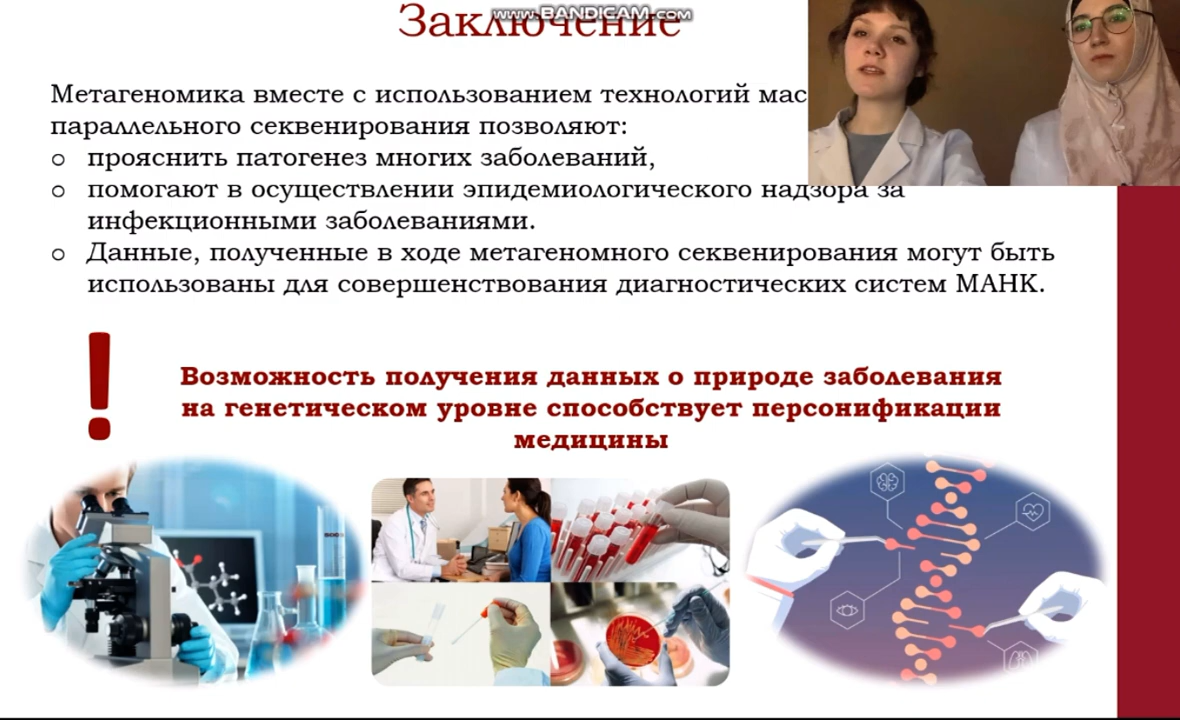 www.BANDICAM.com
Заключение
Метагеномика вместе с использованием технологий мас
параллельного секвенирования позволяют:
o прояснить патогенез многих заболеваний,
o помогают в осуществлении эпидемиологического надзора за
инфекционными заболеваниями.
o Данные, полученные в ходе метагеномного секвенирования могут быть
использованы для совершенствования диагностических систем МАНК.
!
Возможность получения данных о природе заболевания
на генетическом уровне способствует персонификации
медицины